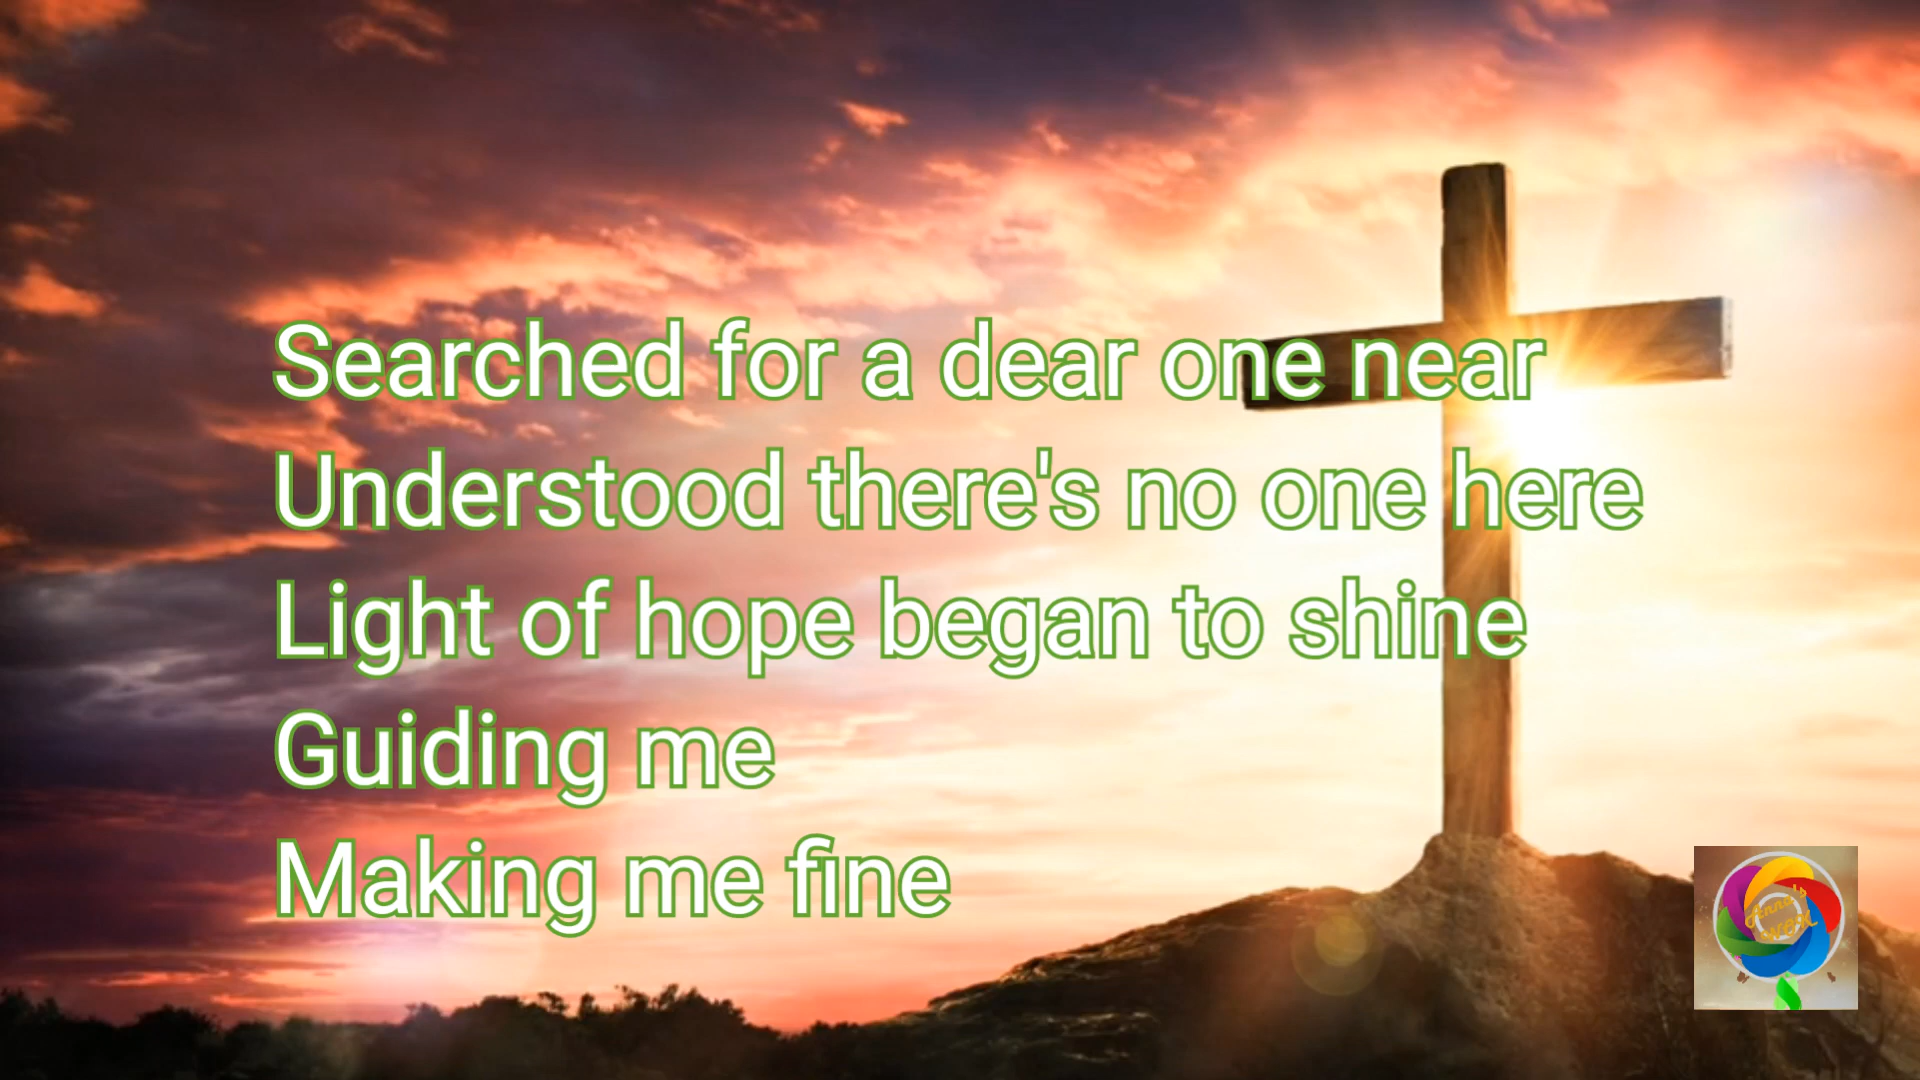 Searched for a dear one near
Understood there's no one here
Light of hope began to shine
Guiding me
Making me fine